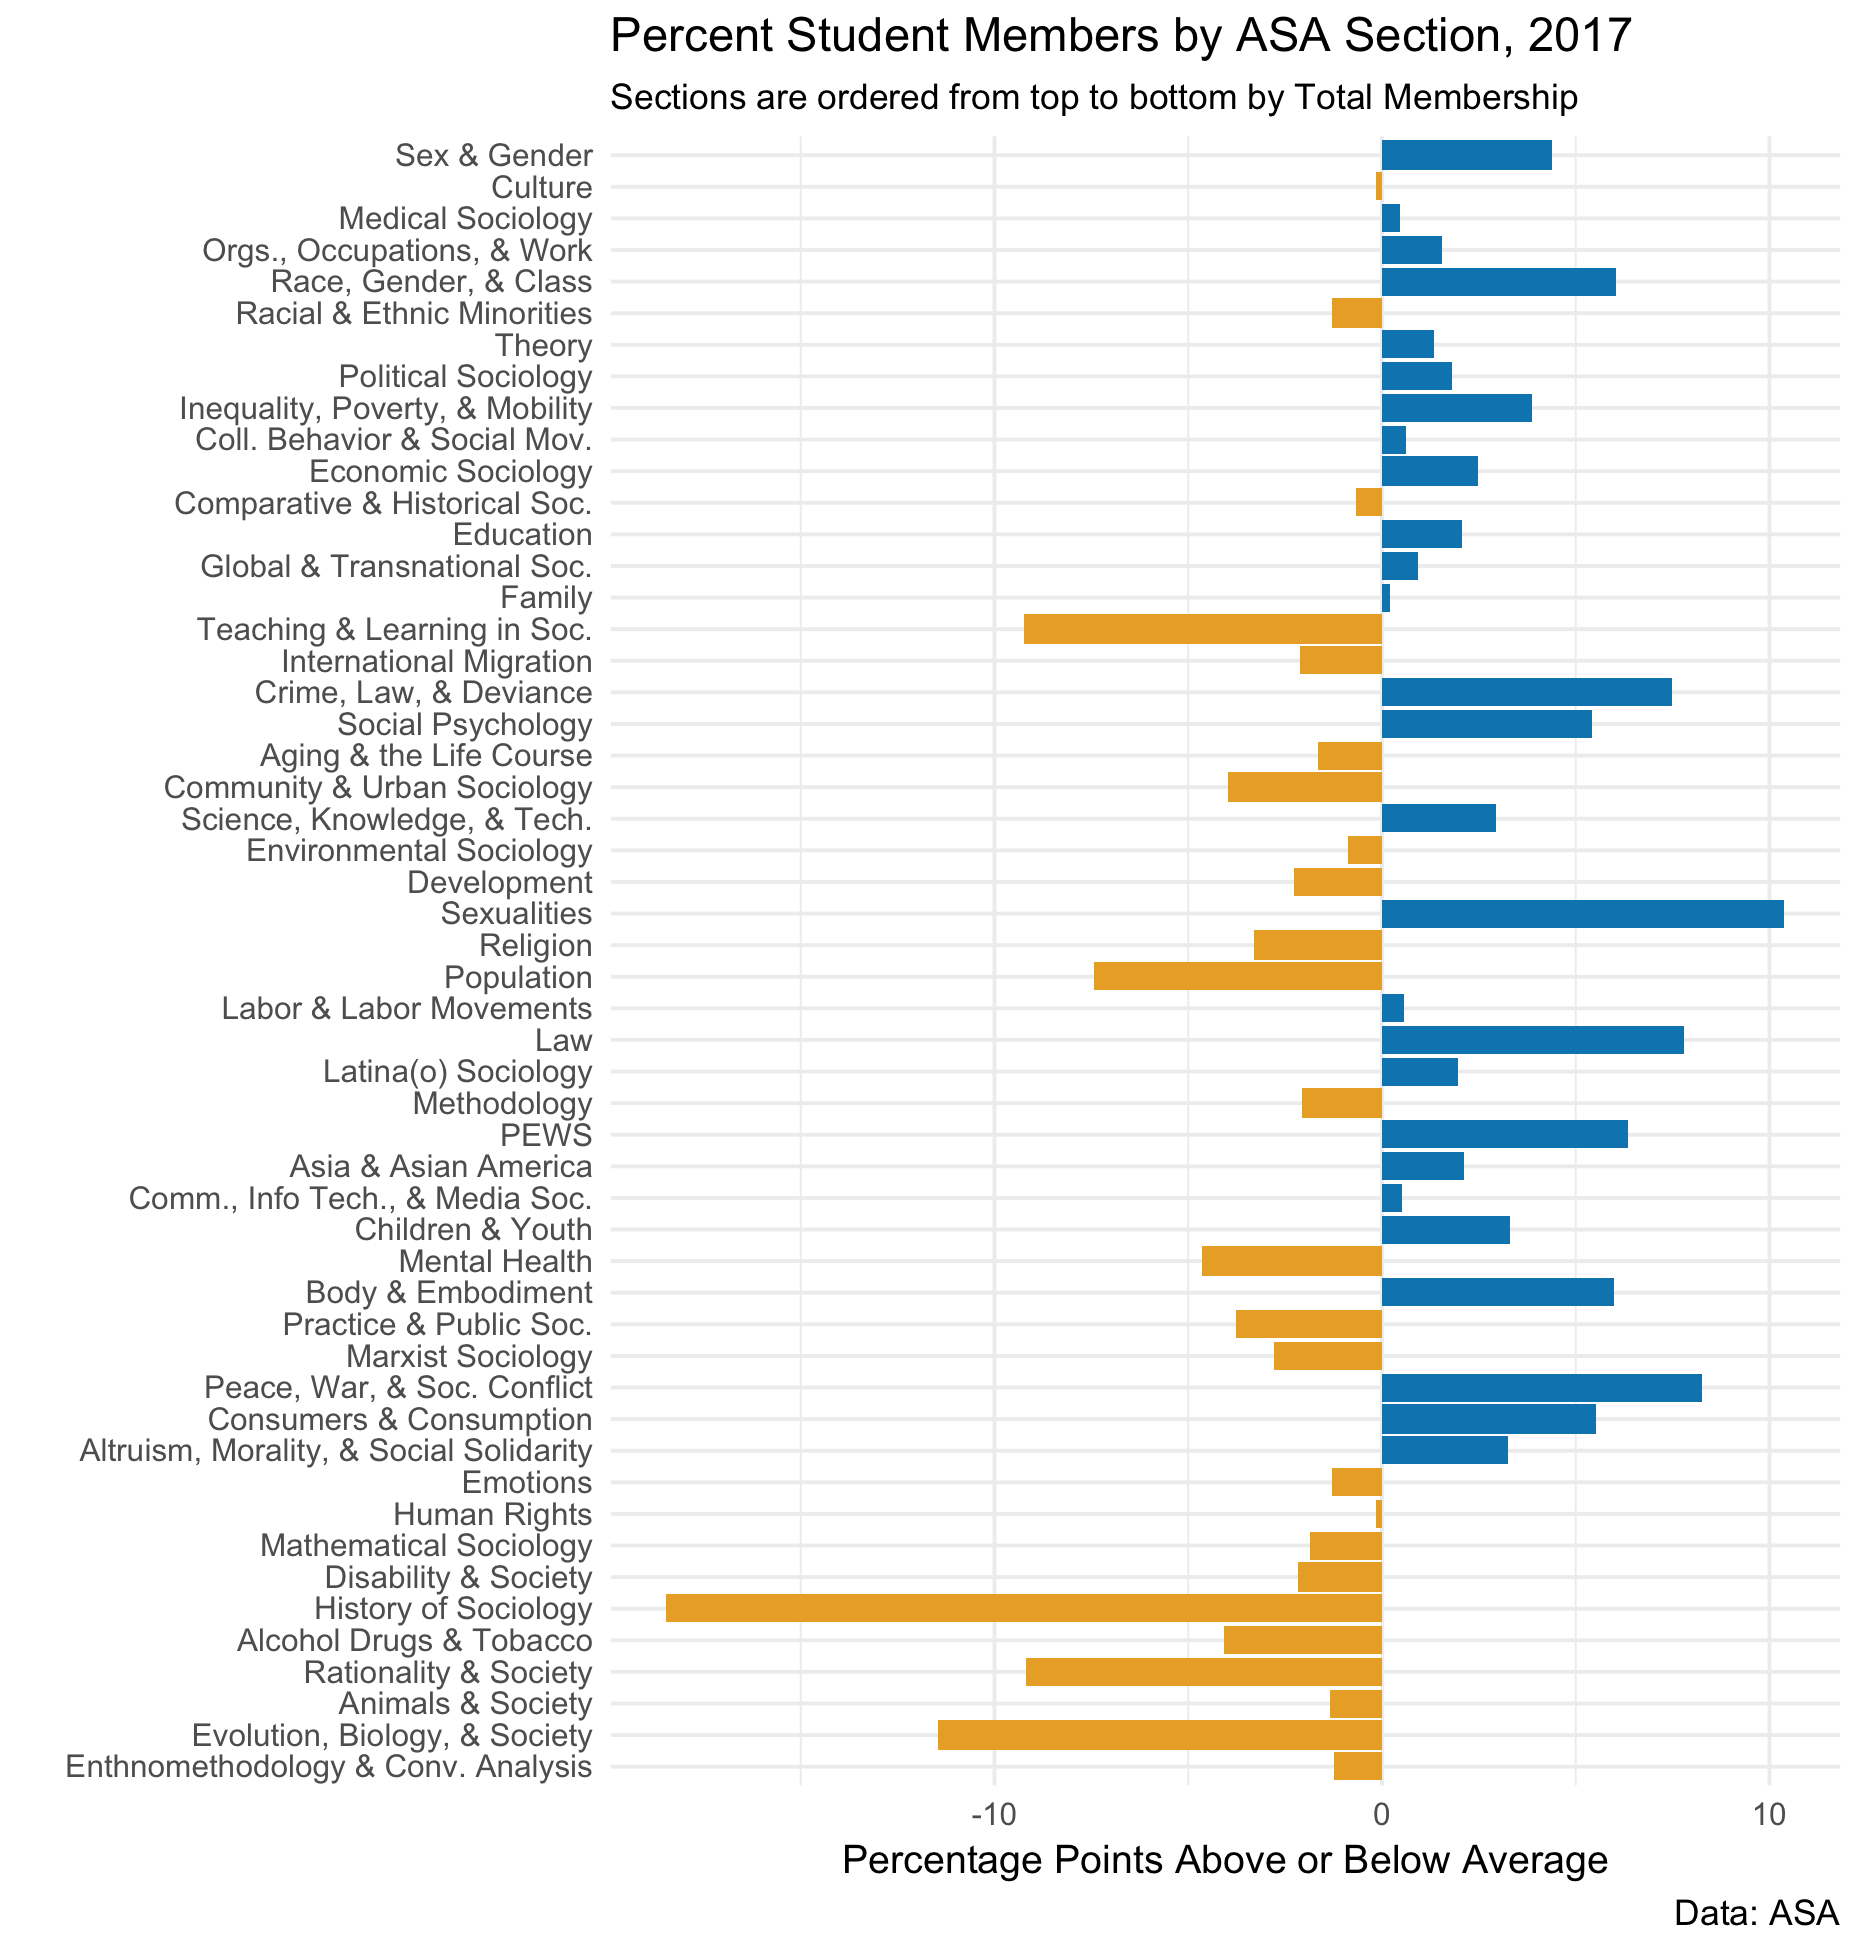 Percent Student Members by ASA Section, 2017
Sections are ordered from top to bottom by Total Membership
Sex & Gender
Culture
Medical Sociology
Orgs., Occupations, & Work
Race, Gender, & Class
Racial & Ethnic Minorities
Theory
Political Sociology
Inequality, Poverty, & Mobility
Coll. Behavior & Social Mov.
Economic Sociology
Comparative & Historical Soc.
Education
Global & Transnational Soc.
Family
Teaching & Learning in Soc.
International Migration
Crime, Law, & Deviance
Social Psychology
Aging & the Life Course
Community & Urban Sociology
Science, Knowledge, & Tech.
Environmental Sociology
Development
Sexualities
Religion
Population
Labor & Labor Movements
Law
Latina(o) Sociology
Methodology
PEWS
Asia & Asian America
Comm., Info Tech., & Media Soc.
Children & Youth
Mental Health
Body & Embodiment
Practice & Public Soc.
Marxist Sociology
Peace, War, & Soc. Conflict
Consumers & Consumption
Altruism, Morality, & Social Solidarity
Emotions
Human Rights
Mathematical Sociology
Disability & Society
History of Sociology
Alcohol Drugs & Tobacco
Rationality & Society
Animals & Society
Evolution, Biology, & Society
Enthnomethodology & Conv. Analysis
-10 0 10
Percentage Points Above or Below Average
Data: ASA